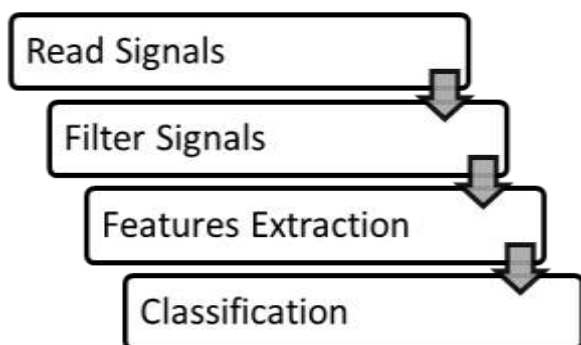 Read Signals
Filter Signals
Features Extraction
Classification